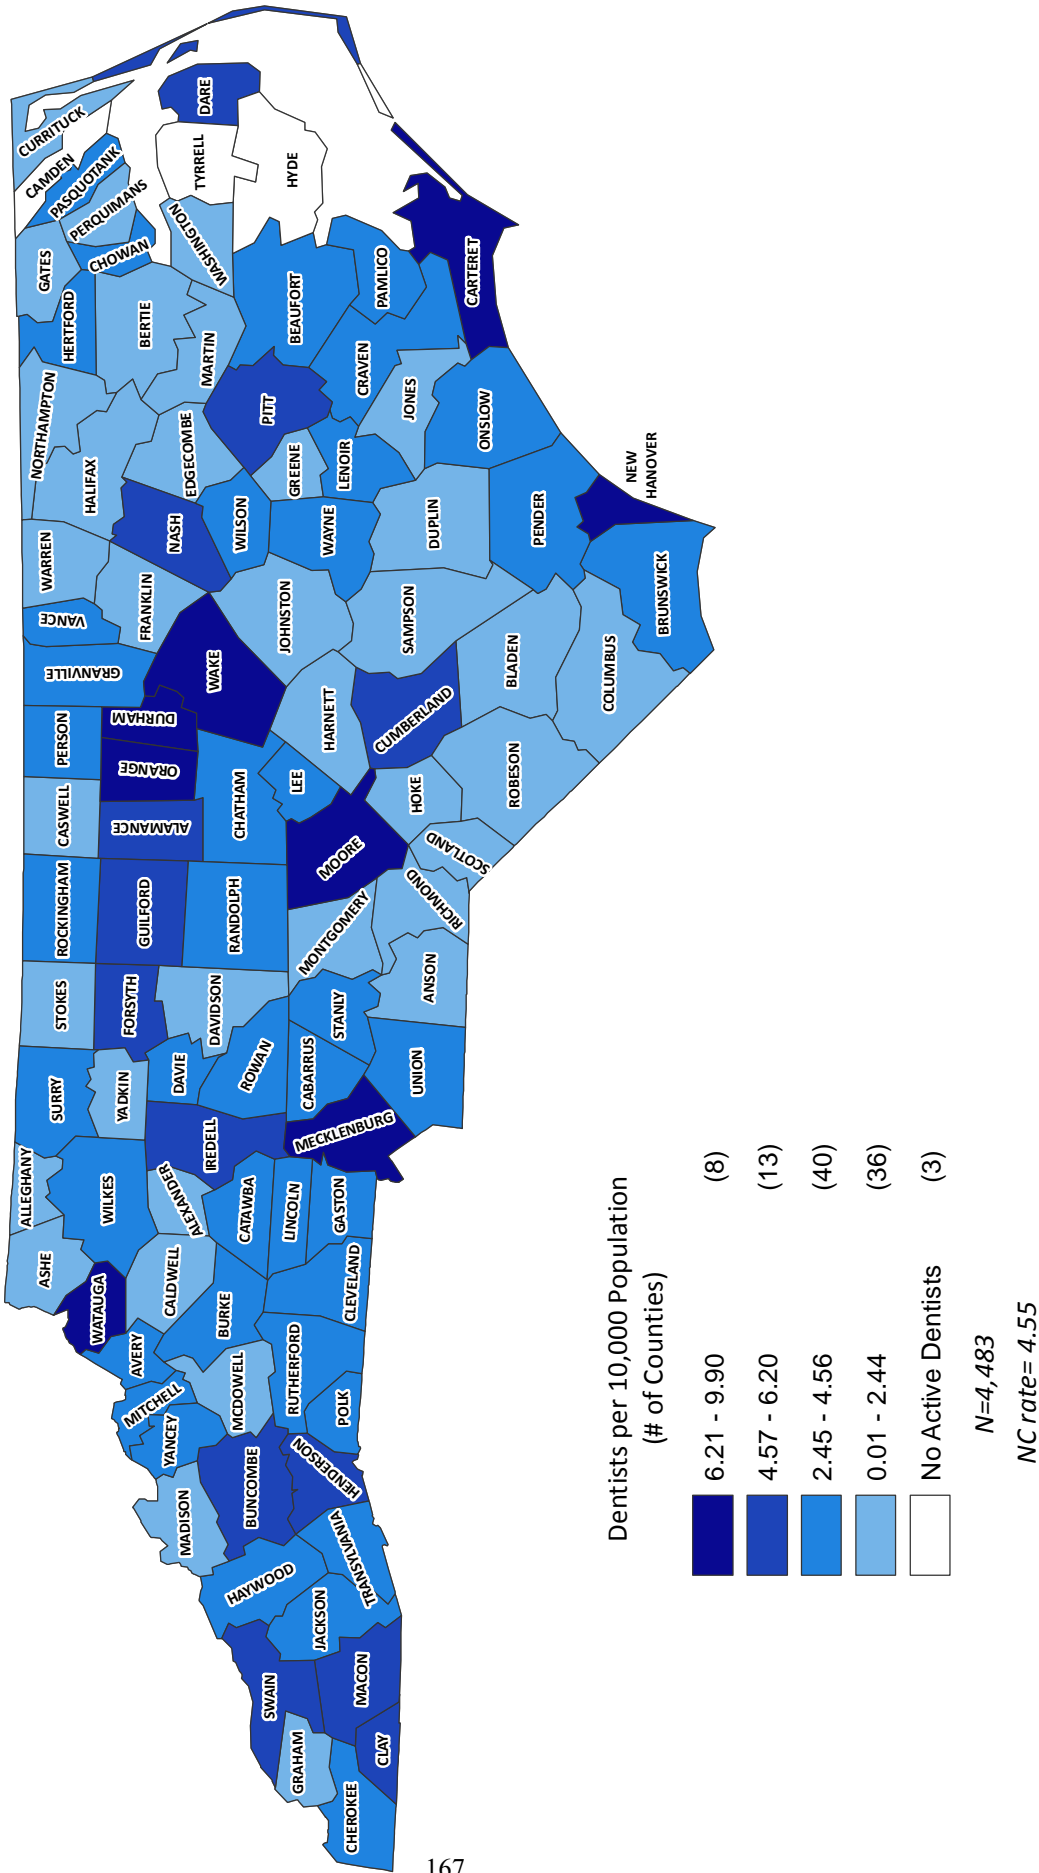 CHEROKEE
GRAHAM
CLAY
SWAIN
MACON
JACKSON
HAYWOOD
TRANSYLVANIA
MADISON
BUNCOMBE
HENDERSON
YANCEY
MITCHELL
AVERY
MCDOWELL
RUTHERFORD
POLK
WATAUGA
ASHE
ALLEGHANY
WILKES
CALDWELL
BURKE
ALEXANDER
CATAWBA
LINCOLN
GASTON
CLEVELAND
SURRY
YADKIN
IREDELL
DAVIE
ROWAN
MECKLENBURG
CABARRUS
UNION
STOKES
FORSYTH
DAVIDSON
STANLY
ANSON
ROCKINGHAM
GUILFORD
RANDOLPH
MONTGOMERY
RICHMOND
CASWELL
ALAMANCE
CHATHAM
MOORE
SCOTLAND
PERSON
ORANGE
DURHAM
LEE
HOKE
ROBESON
GRANVILLE
VANCE
WAKE
HARNETT
CUMBERLAND
BLADEN
COLUMBUS
WARREN
FRANKLIN
JOHNSTON
SAMPSON
BRUNSWICK
NORTHAMPTON
HALIFAX
NASH
EDGECOMBE
WILSON
WAYNE
GREENE
LENOIR
DUPLIN
PENDER
NEW
HANOVER
HERTFORD
BERTIE
MARTIN
PITT
CRAVEN
JONES
ONSLOW
GATES
CHOWAN
PERQUIMANS
PASQUOTANK
CAMDEN
CURRITUCK
WASHINGTON
TYRRELL
DARE
HYDE
BEAUFORT
PAMLICO
CARTERET
Dentists per 10,000 Population
(# of Counties)
6.21 - 9.90 (8)
4.57 - 6.20 (13)
2.45 - 4.56 (40)
0.01 - 2.44 (36)
No Active Dentists (3)
N=4,483
NC rate= 4.55
167